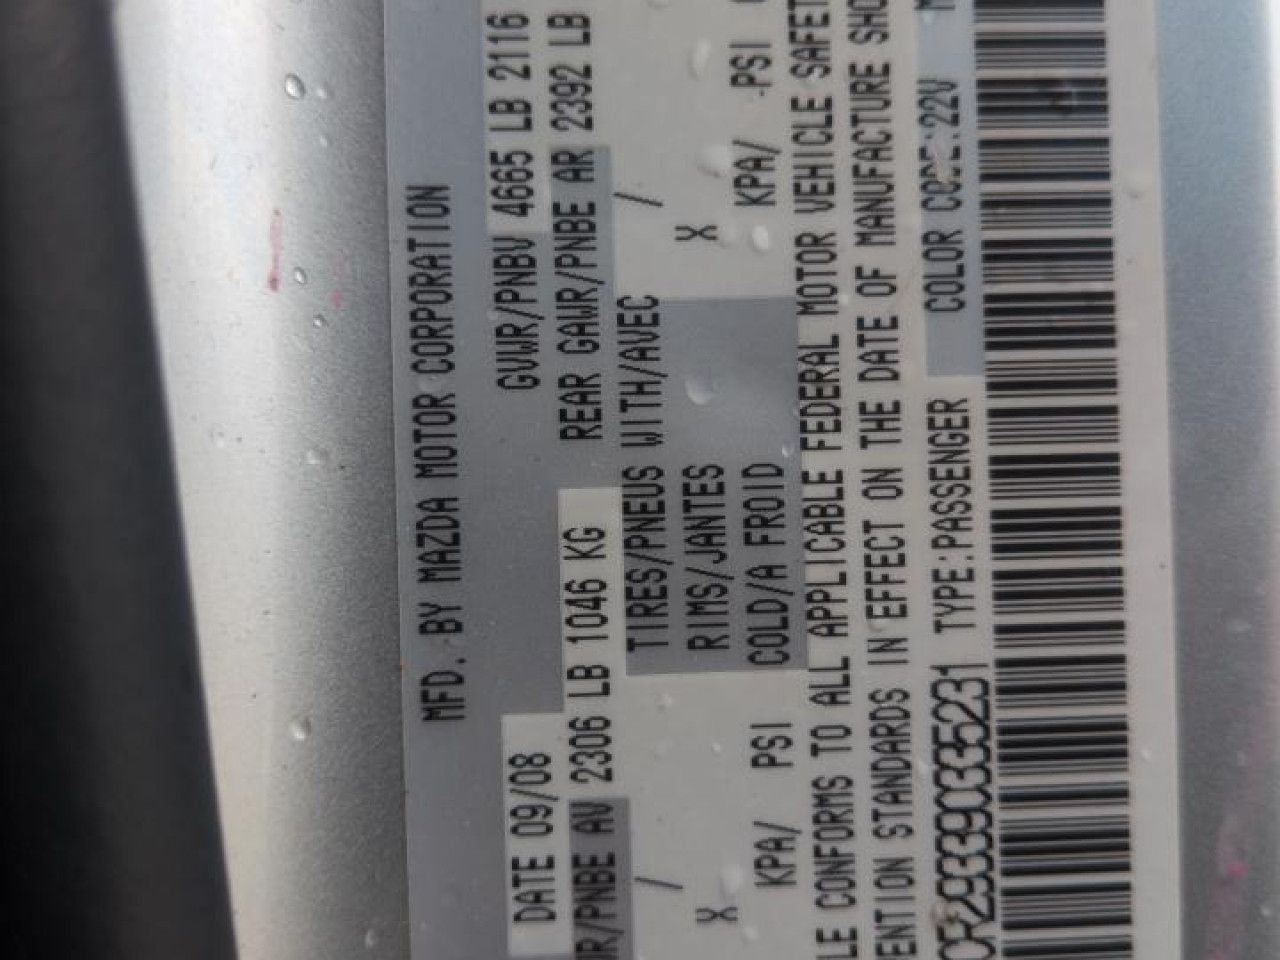 MFD. BY MAZDA MOTOR CORPORATION
DATE 09/08 GVWR/PNBV 4665 LB 2116
/PNBE AV 2306 LB 1046 KG REAR GAWR/PNBE AR 2392 LB
/ TIRES/PNEUS WITH/AVEC /
X RIMS/JANTES X
KPA/ PSI COLD/A FROID KPA/ PSI
LE CONFORMS TO ALL APPLICABLE FEDERAL MOTOR VEHICLE SAFET
ENTION STANDARDS IN EFFECT ON THE DATE OF MANUFACTURE SHO
CR293390335231 TYPE:PASSENGER COLOR CODE:22V